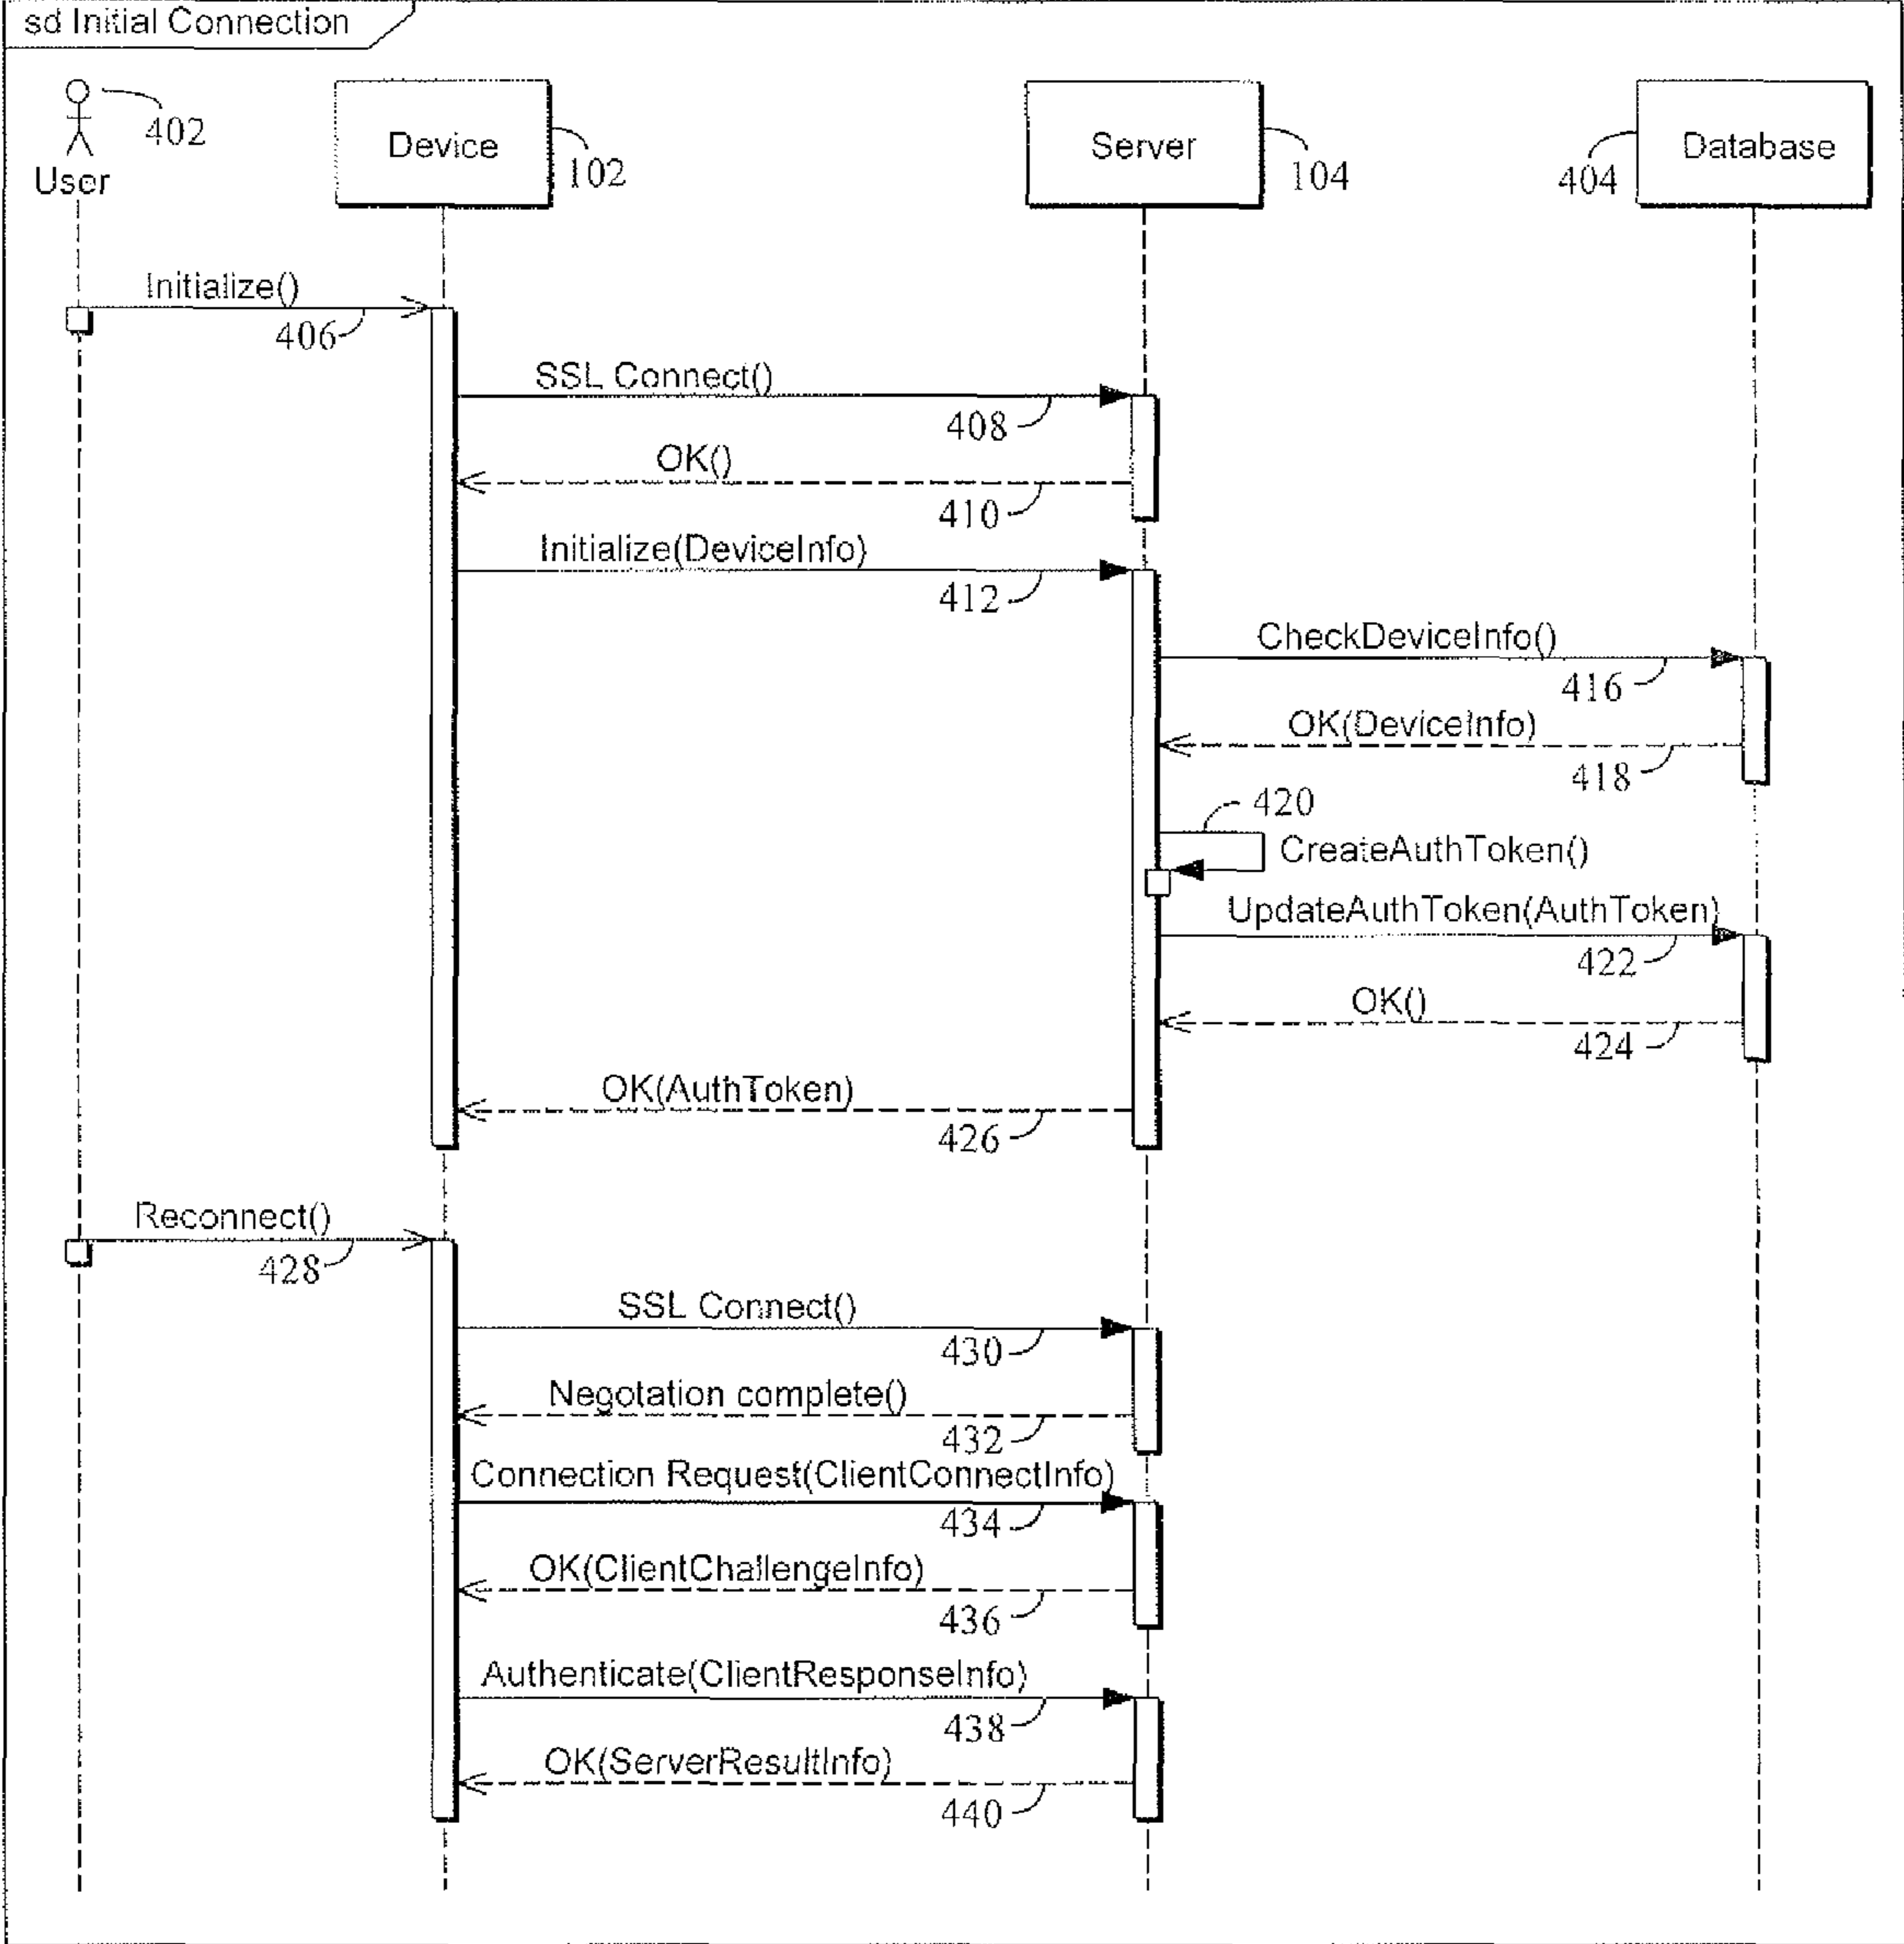 sd Initial Connection
402
User
Device
102
Server
104
Database
404
Initialize()
406
SSL Connect()
408
OK()
410
Initialize(DeviceInfo)
412
CheckDeviceInfo()
416
OK(DeviceInfo)
418
420
CreateAuthToken()
UpdateAuthToken(AuthToken)
422
OK()
424
OK(AuthToken)
426
Reconnect()
428
SSL Connect()
430
Negotation complete()
432
Connection Request(ClientConnectInfo)
434
OK(ClientChallengeInfo)
436
Authenticate(ClientResponseInfo)
438
OK(ServerResultInfo)
440